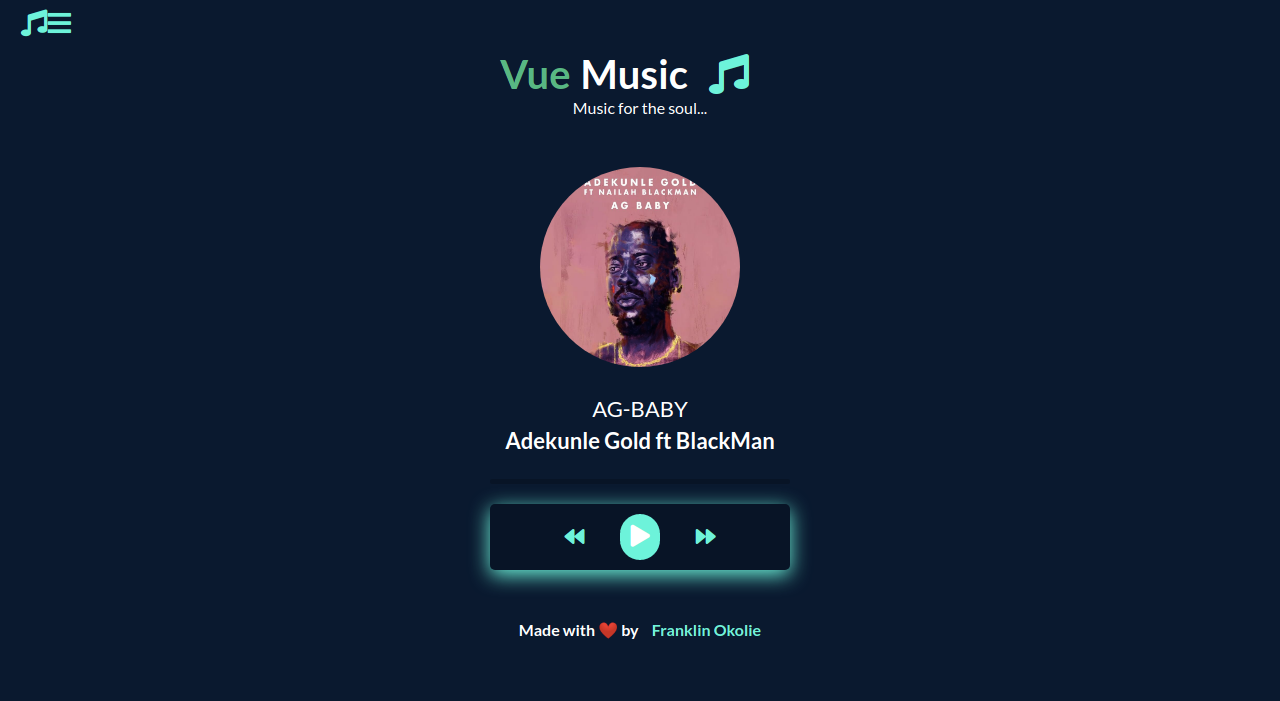 Vue Music
Music for the soul...
ADEKUNLE GOLD
FT NAILAH BLACKMAN
AG BABY
AG-BABY
Adekunle Gold ft BlackMan
Made with ❤️ by Franklin Okolie